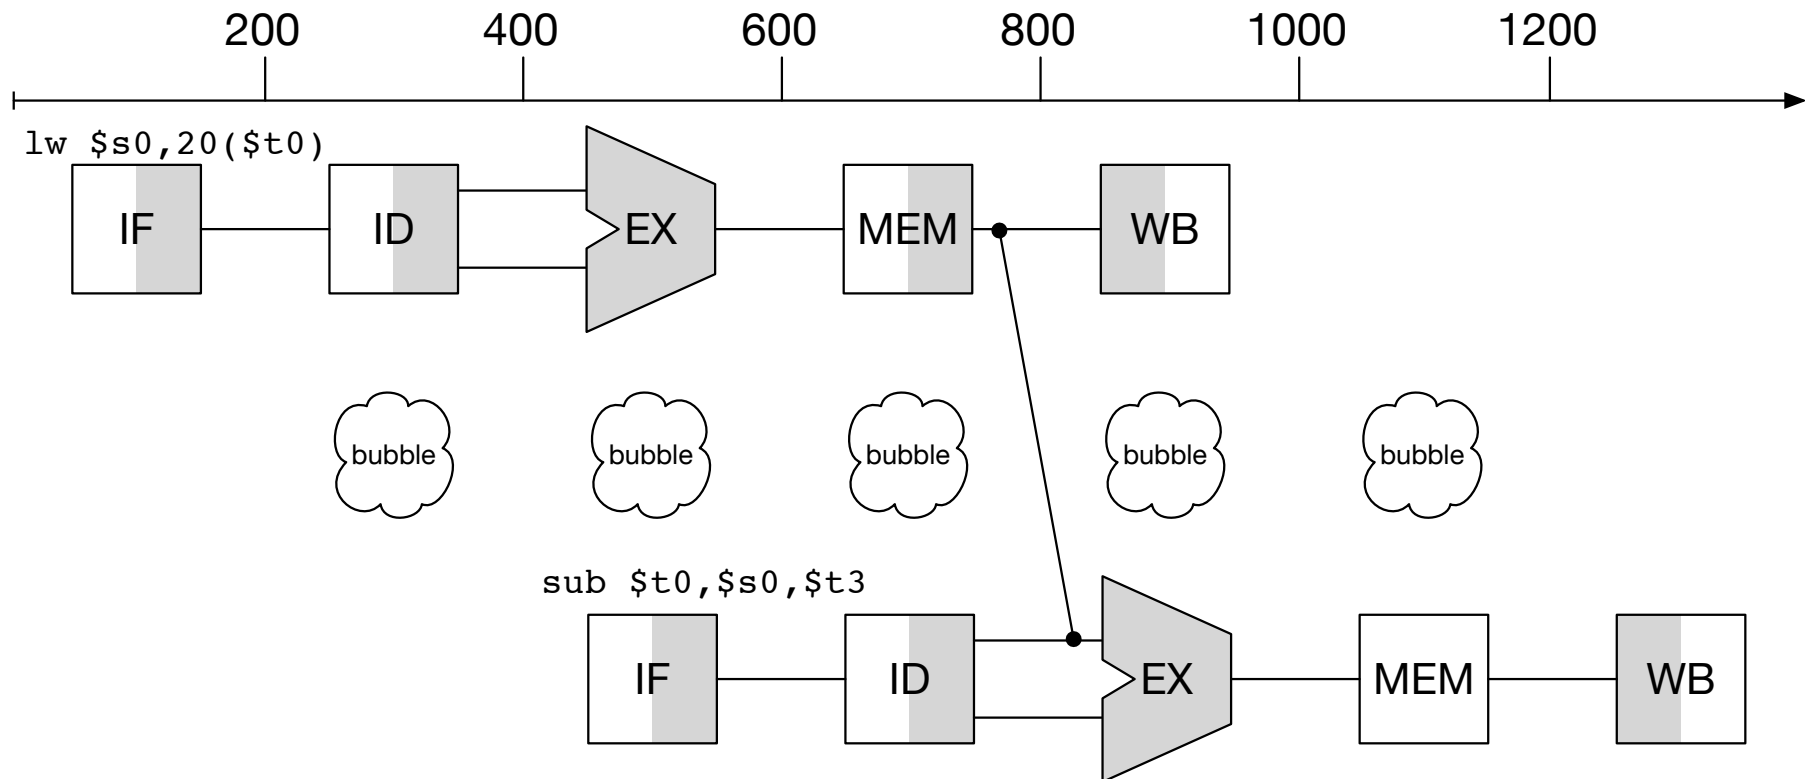 200 400 600 800 1000 1200
lw $s0,20($t0)
IF ID EX MEM WB
bubble bubble bubble bubble bubble
sub $t0,$s0,$t3
IF ID EX MEM WB